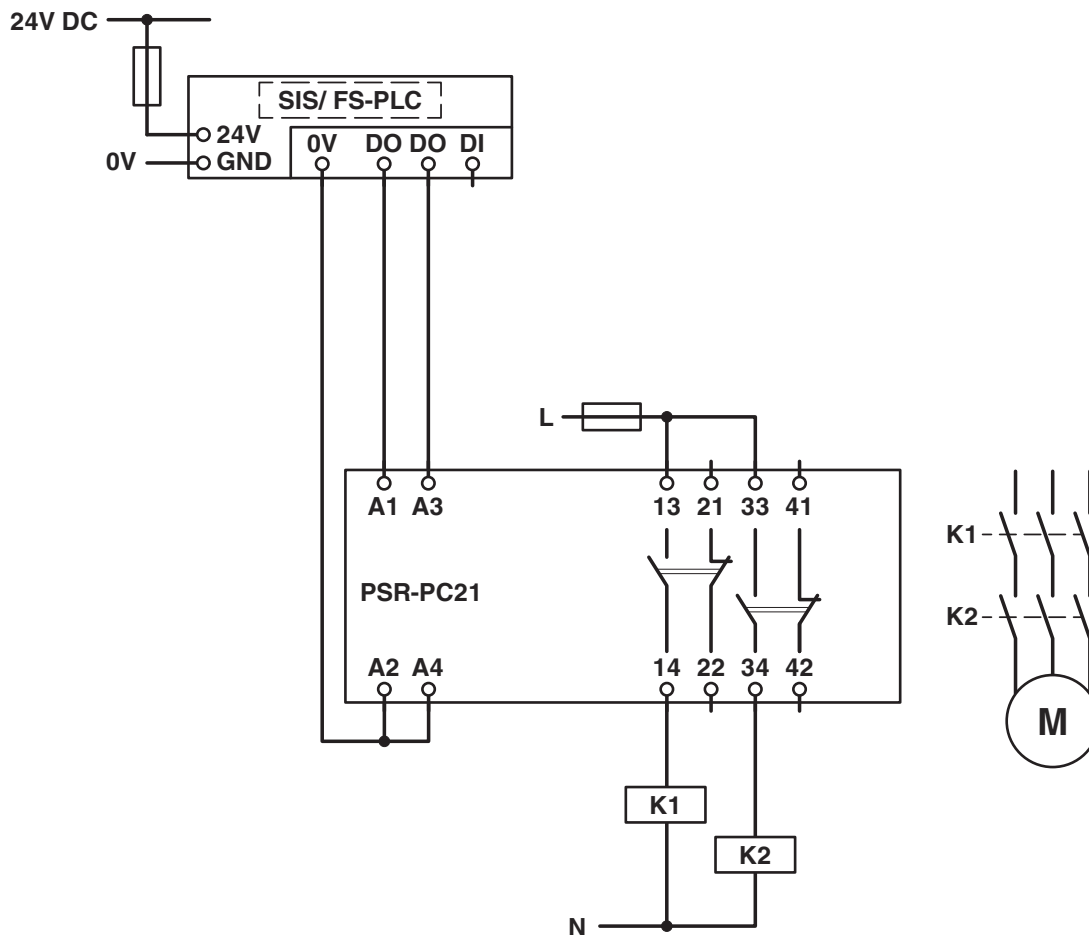 24V DC
SIS/ FS-PLC
24V
0V DO DO DI
0V
GND
L
A1 A3
13 21 33 41
K1
PSR-PC21
K2
A2 A4
14 22 34 42
M
K1
K2
N